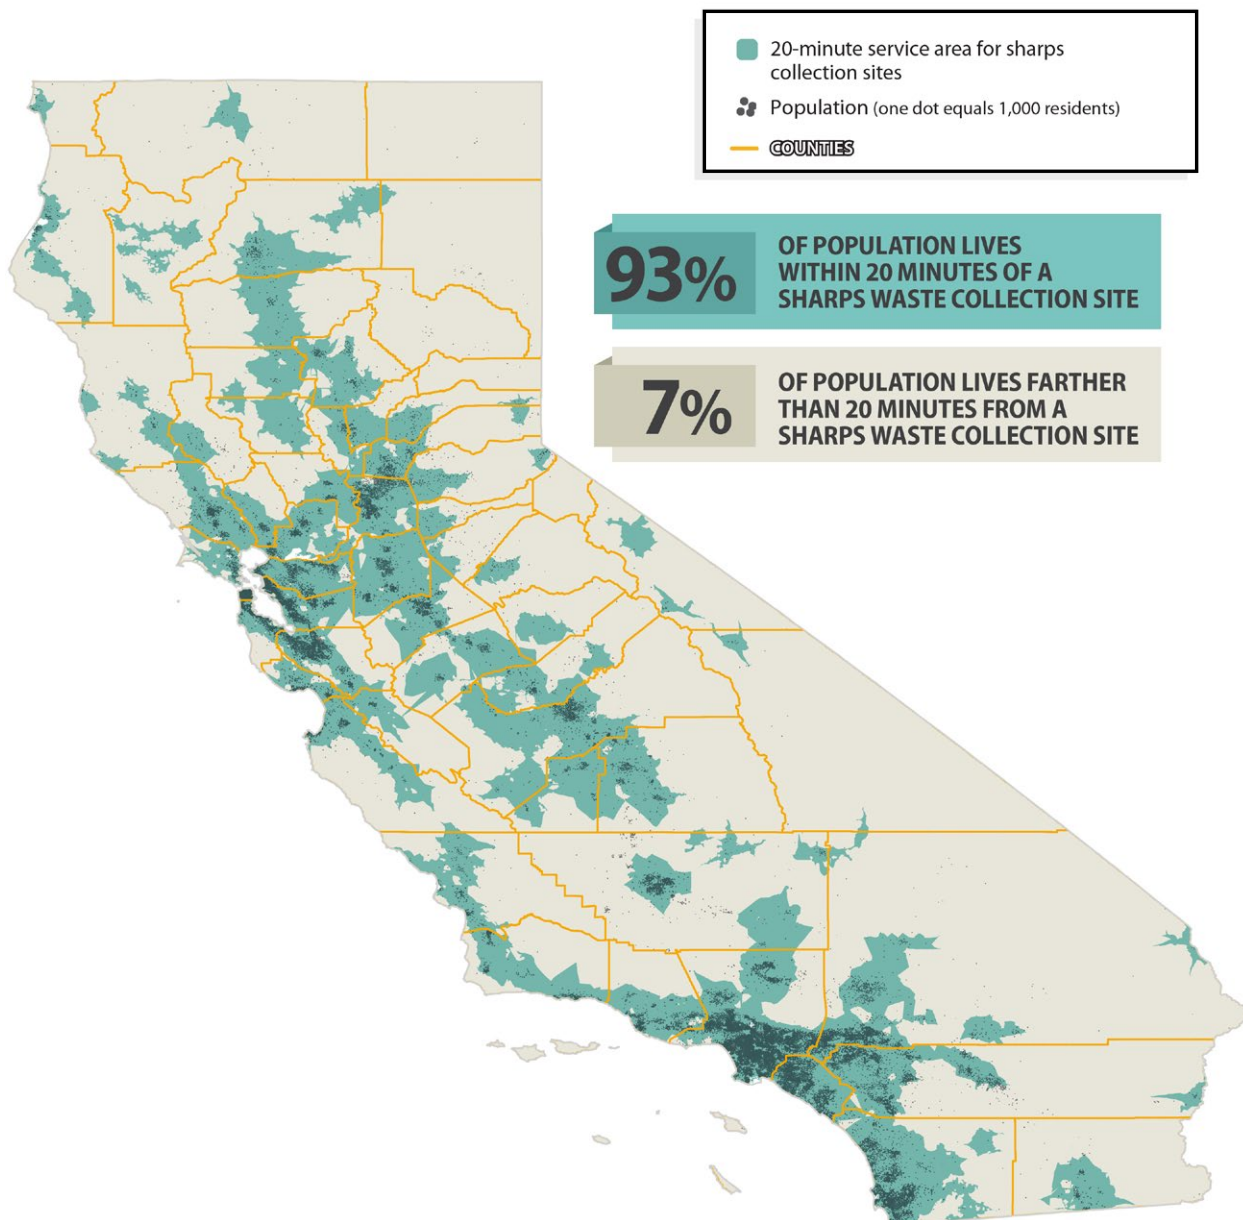 20-minute service area for sharps
collection sites
Population (one dot equals 1,000 residents)
COUNTIES
93%
OF POPULATION LIVES
WITHIN 20 MINUTES OF A
SHARPS WASTE COLLECTION SITE
7%
OF POPULATION LIVES FARTHER
THAN 20 MINUTES FROM A
SHARPS WASTE COLLECTION SITE